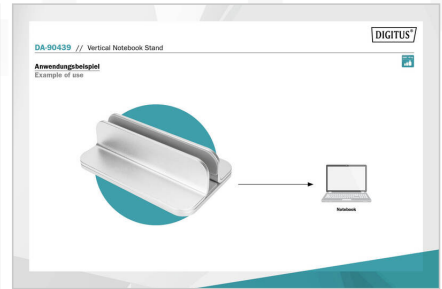 DIGITUS®
DA-90439 // Vertical Notebook Stand
Anwendungsbeispiel
Example of use
Notebook